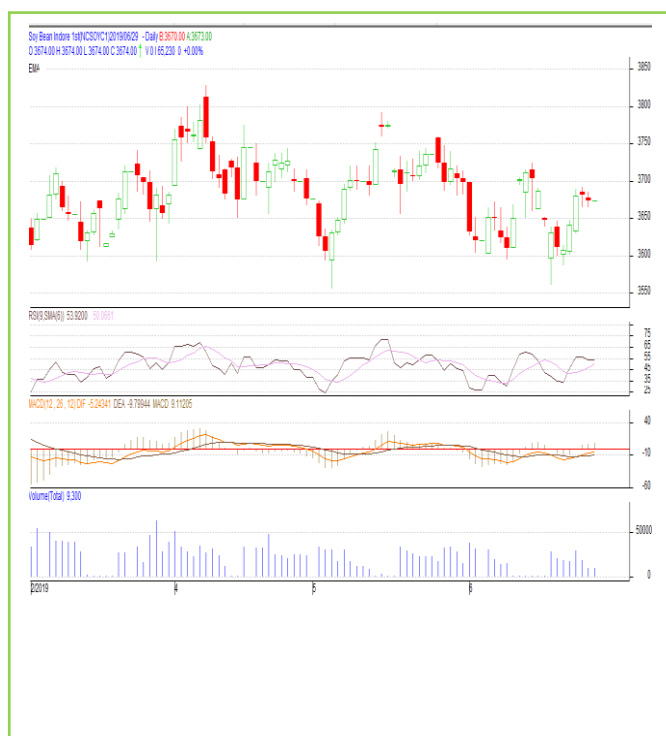 Soy Bean Indore 1st(NCSOYC1)2019/06/29 - Daily B:3670.00 A:3673.00
O 3674.00 H 3674.00 L 3674.00 C 3674.00 V 0 I 65,230 0 +0.00%
EMA
3850
3800
3750
3700
3650
3600
3550
RSI(9,SMA(6)) 53.9200 50.0661
75
65
55
45
35
25
MACD(12, 26, 12) DIF -5.24341 DEA -9.79944 MACD 9.11205
40
-10
-60
Volume(Total) 9,300
50000
0
2/2019 4 5 6